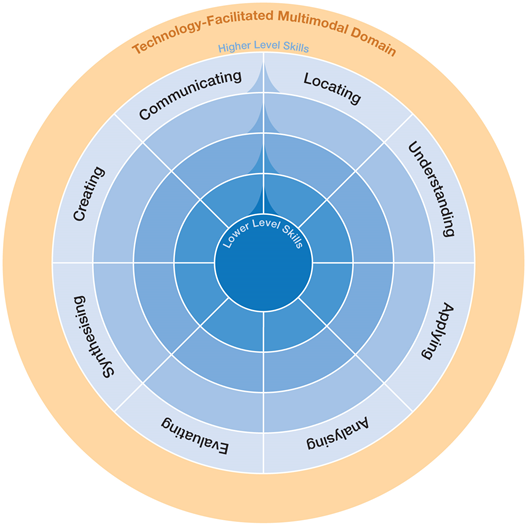 Technology-Facilitated Multimodal Domain
Higher Level Skills
Communicating
Locating
Understanding
Applying
Analysing
Evaluating
Synthesising
Creating
Lower Level Skills